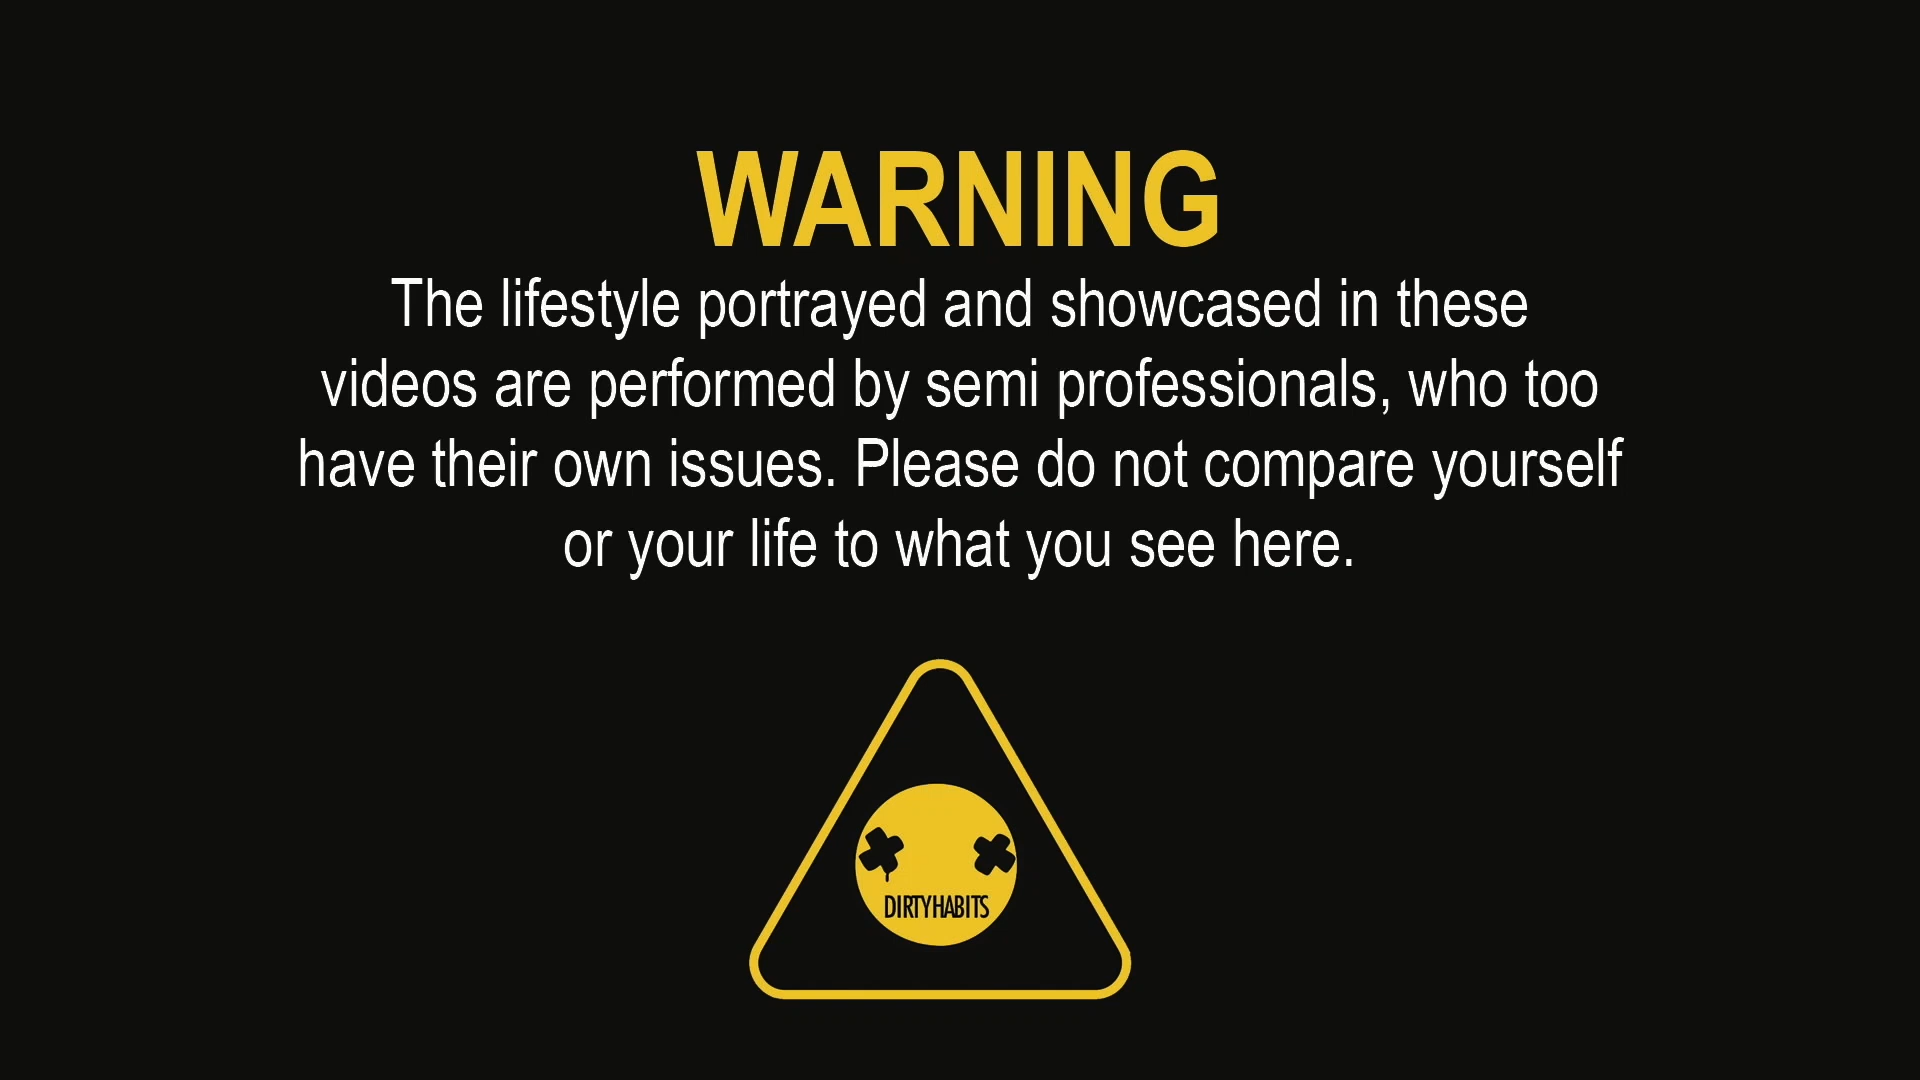 WARNING
The lifestyle portrayed and showcased in these
videos are performed by semi professionals, who too
have their own issues. Please do not compare yourself
or your life to what you see here.
DIRTYHABITS